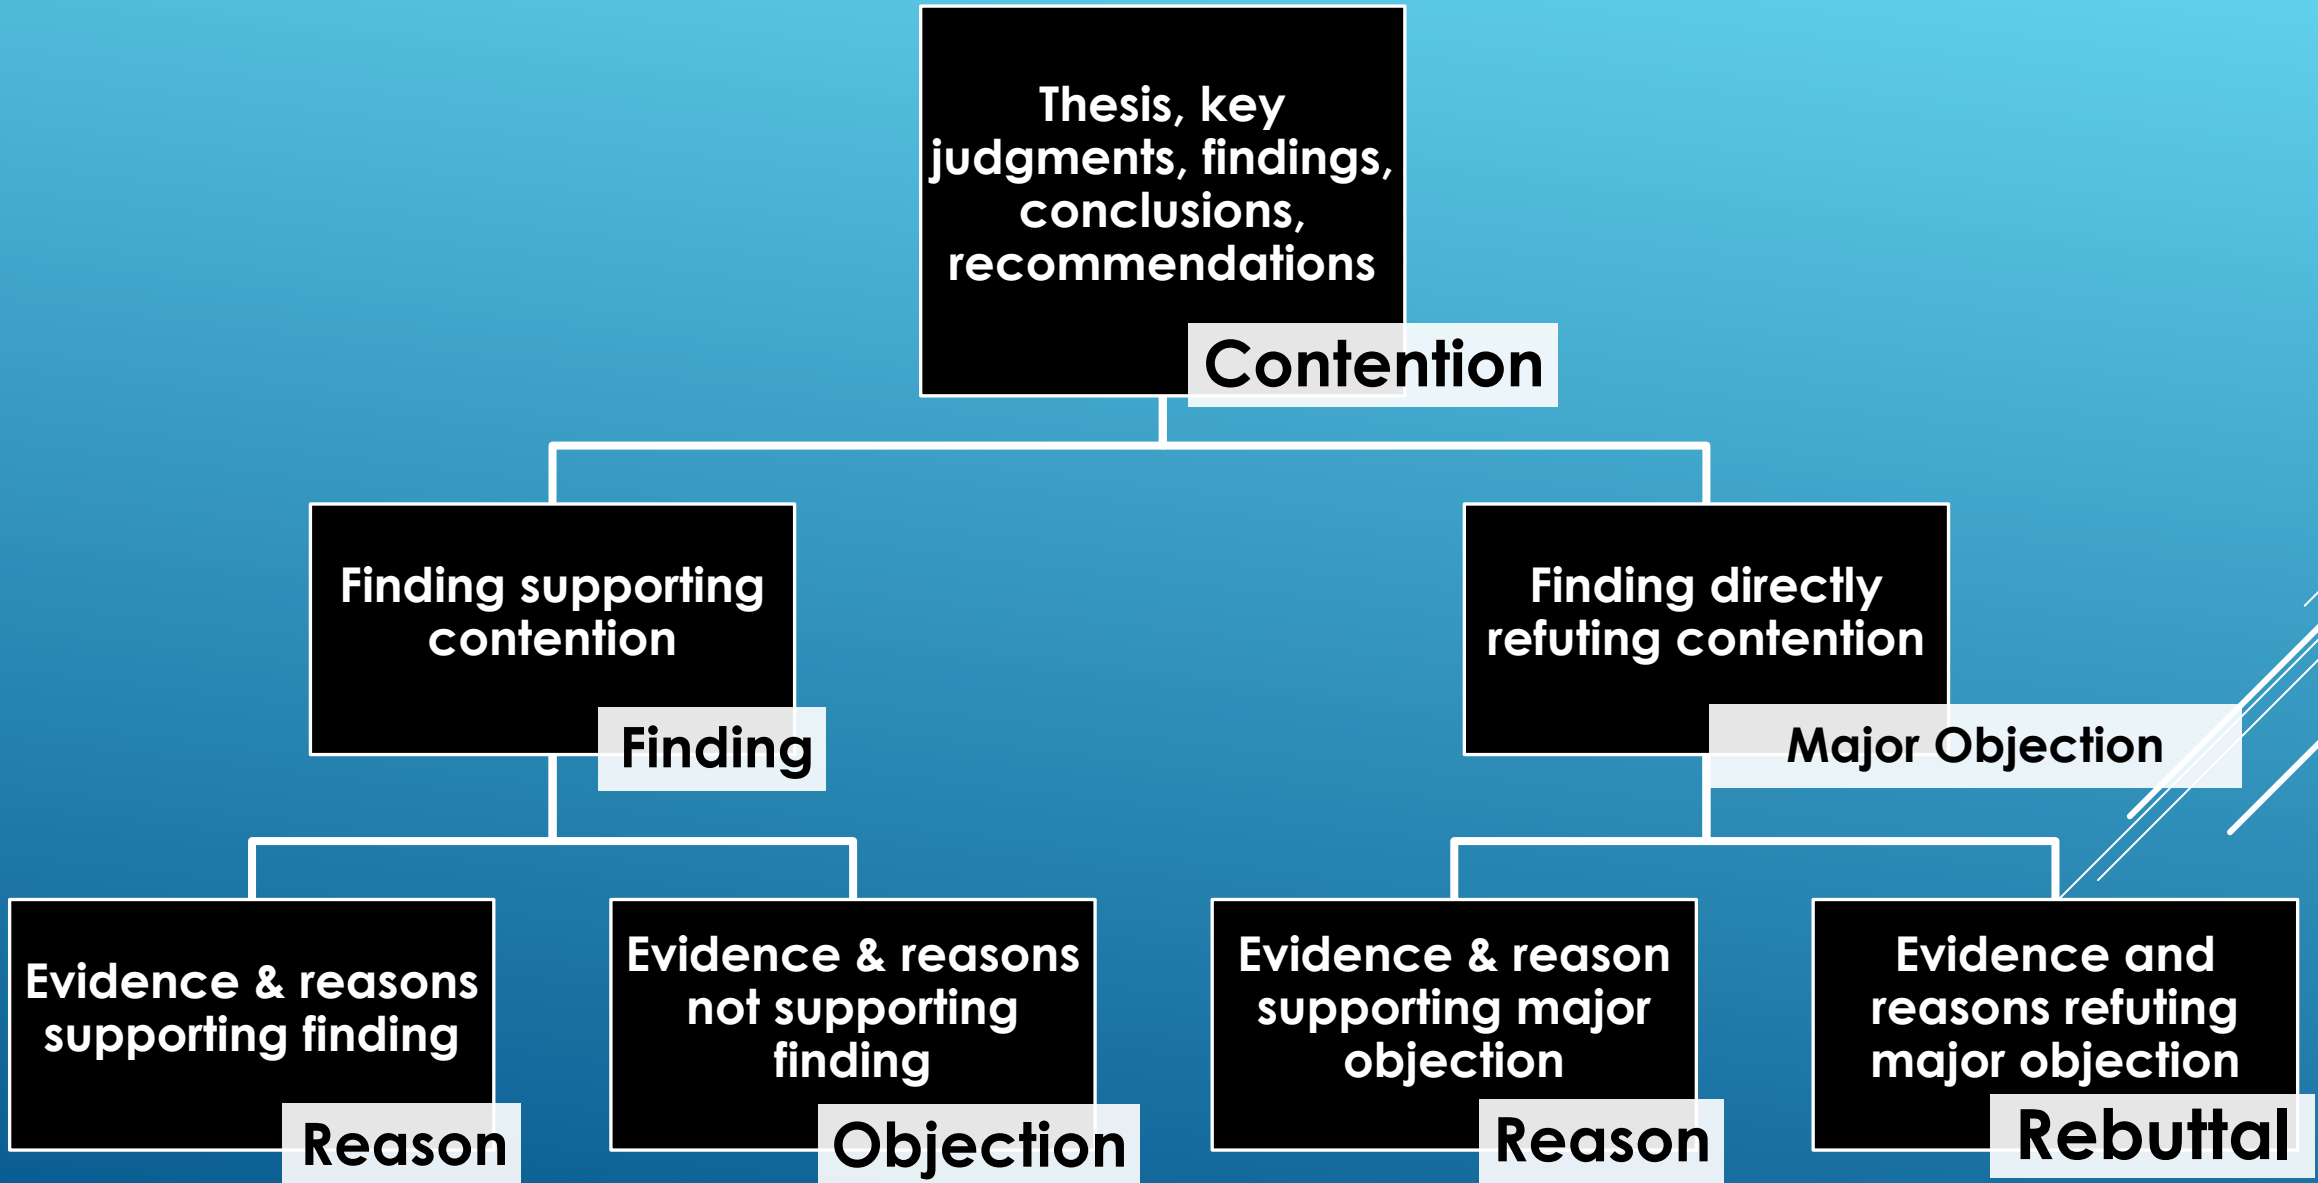 Thesis, key
judgments, findings,
conclusions,
recommendations
Contention
Finding supporting
contention
Finding
Finding directly
refuting contention
Major Objection
Evidence & reasons
supporting finding
Reason
Evidence & reasons
not supporting
finding
Objection
Evidence & reason
supporting major
objection
Reason
Evidence and
reasons refuting
major objection
Rebuttal